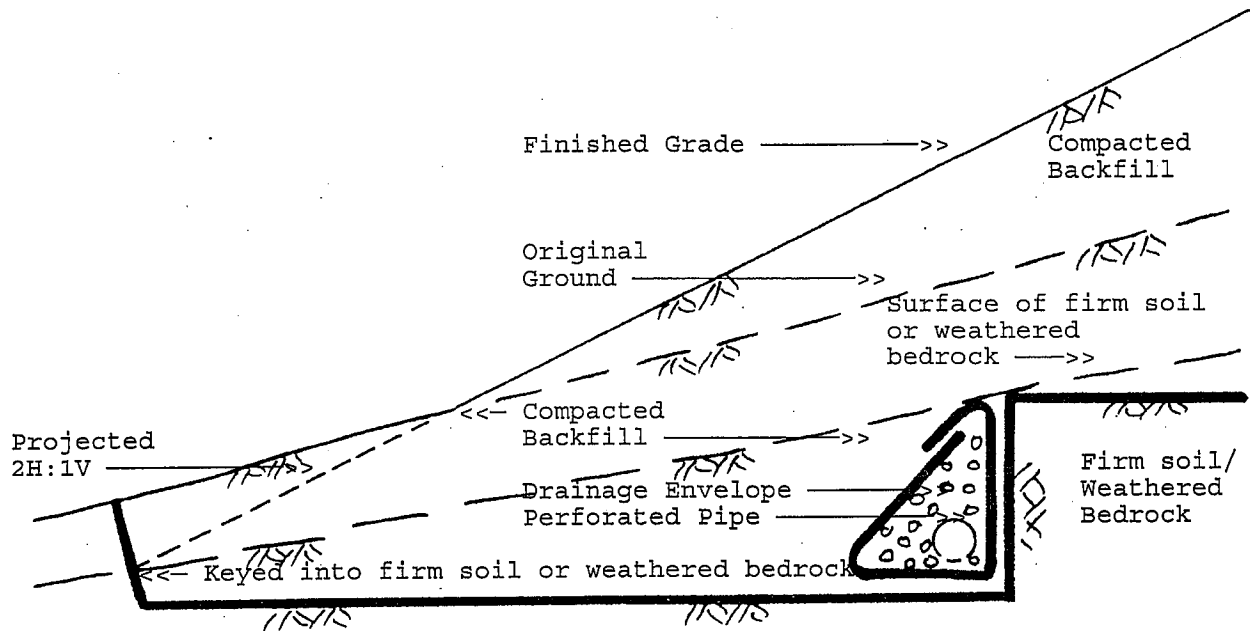 Finished Grade
Compacted
Backfill
Original
Ground
Surface of firm soil
or weathered
bedrock
Compacted
Backfill
Projected
2H:1V
Firm soil/
Weathered
Bedrock
Drainage Envelope
Perforated Pipe
Keyed into firm soil or weathered bedrock